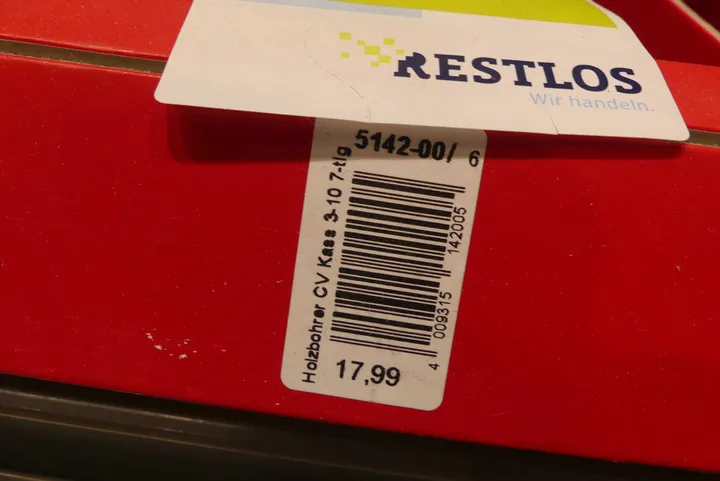 RESTLOS
Wir handeln.
5142-00/ 6
Holzbohrer CV Kass 3-10 7-tlg
4 009315 142005
17,99